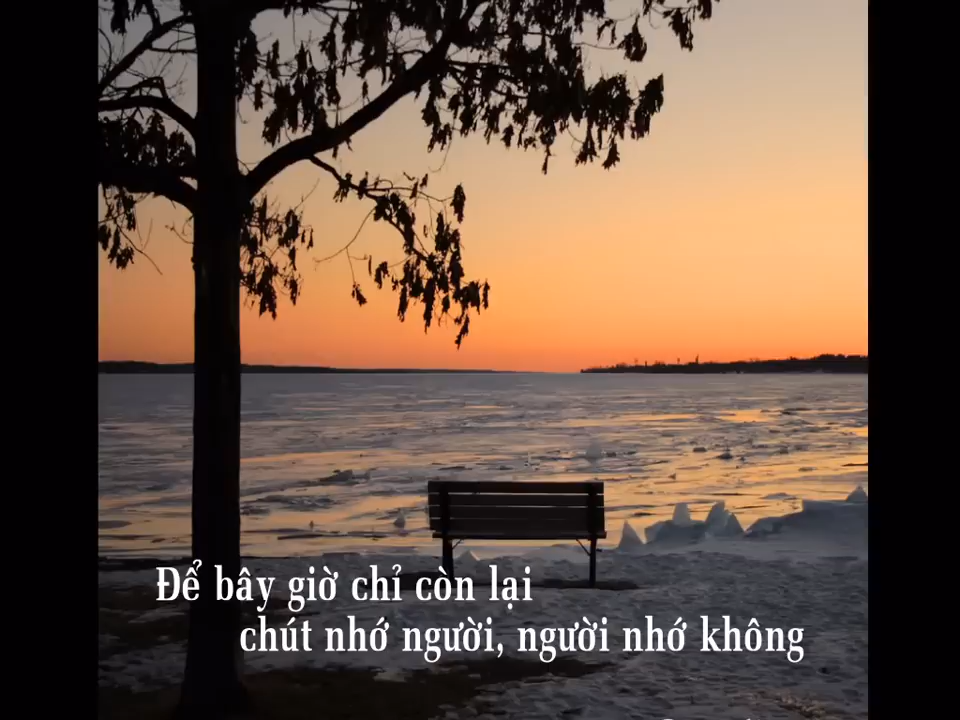 Để bây giờ chỉ còn lại
chút nhớ người, người nhớ không